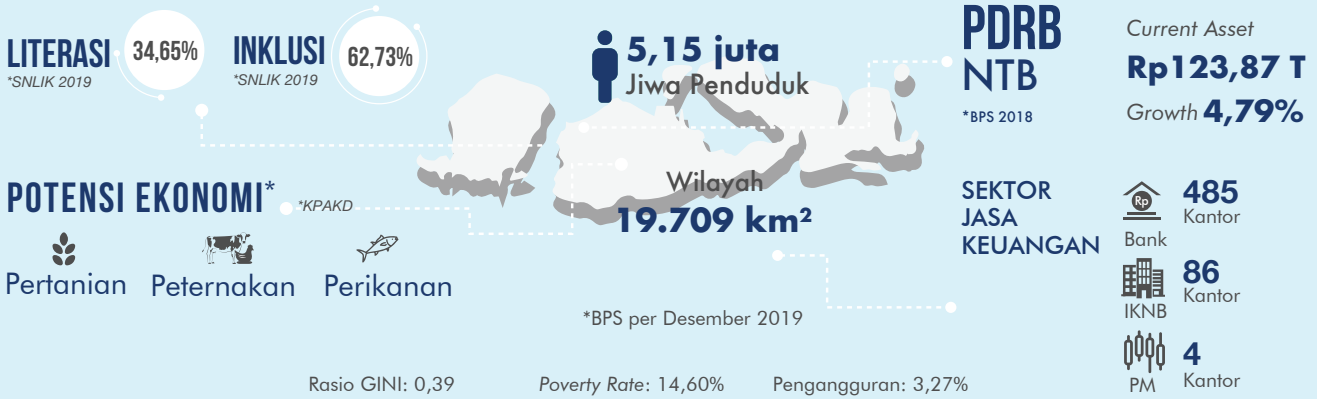 LITERASI
*SNLIK 2019
34,65%
INKLUSI
*SNLIK 2019
62,73%
5,15 juta
Jiwa Penduduk
PDRB
NTB
*BPS 2018
Current Asset
Rp123,87 T
Growth 4,79%
POTENSI EKONOMI*
*KPAKD
Pertanian
Peternakan
Perikanan
Wilayah
19.709 km²
*BPS per Desember 2019
SEKTOR
JASA
KEUANGAN
Rp
Bank
485
Kantor
IKNB
86
Kantor
PM
4
Kantor
Rasio GINI: 0,39
Poverty Rate: 14,60%
Pengangguran: 3,27%